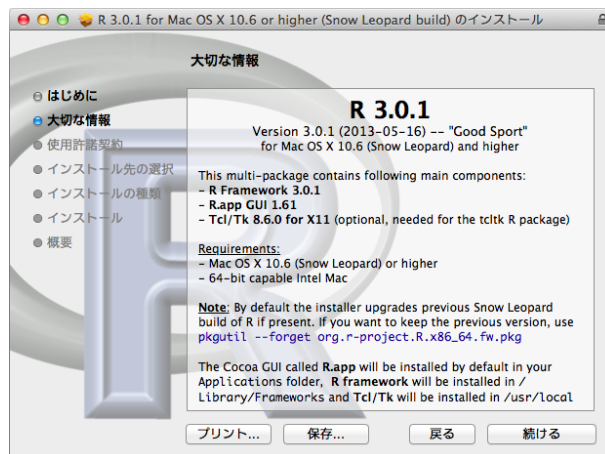 R 3.0.1 for Mac OS X 10.6 or higher (Snow Leopard build) のインストール
大切な情報
はじめに
大切な情報
使用許諾契約
インストール先の選択
インストールの種類
インストール
概要
R 3.0.1
Version 3.0.1 (2013-05-16) -- "Good Sport"
for Mac OS X 10.6 (Snow Leopard) and higher
This multi-package contains following main components:
- R Framework 3.0.1
- R.app GUI 1.61
- Tcl/Tk 8.6.0 for X11 (optional, needed for the tcltk R package)
Requirements:
- Mac OS X 10.6 (Snow Leopard) or higher
- 64-bit capable Intel Mac
Note: By default the installer upgrades previous Snow Leopard
build of R if present. If you want to keep the previous version, use
pkgutil --forget org.r-project.R.x86_64.fw.pkg
The Cocoa GUI called R.app will be installed by default in your
Applications folder, R framework will be installed in /
Library/Frameworks and Tcl/Tk will be installed in /usr/local
プリント... 保存... 戻る 続ける